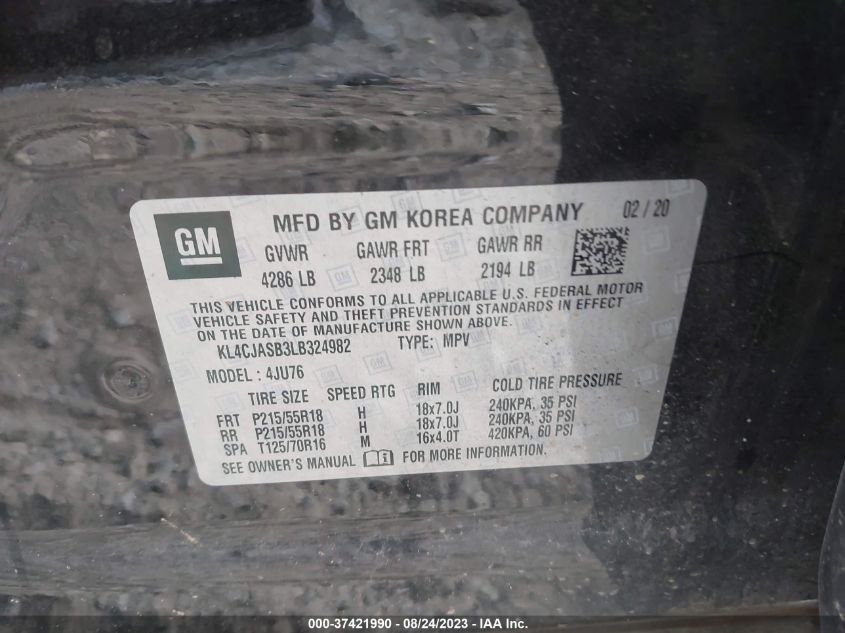 GM
MFD BY GM KOREA COMPANY 02 / 20
GVWR GAWR FRT GAWR RR
4286 LB 2348 LB 2194 LB
THIS VEHICLE CONFORMS TO ALL APPLICABLE U.S. FEDERAL MOTOR
VEHICLE SAFETY AND THEFT PREVENTION STANDARDS IN EFFECT
ON THE DATE OF MANUFACTURE SHOWN ABOVE.
KL4CJASB3LB324982 TYPE: MPV
MODEL: 4JU76
TIRE SIZE SPEED RTG RIM COLD TIRE PRESSURE
FRT P215/55R18 H 18x7.0J 240KPA, 35 PSI
RR P215/55R18 H 18x7.0J 240KPA, 35 PSI
SPA T125/70R16 M 16x4.0T 420KPA, 60 PSI
SEE OWNER'S MANUAL FOR MORE INFORMATION.
000-37421990 - 08/24/2023 - IAA Inc.